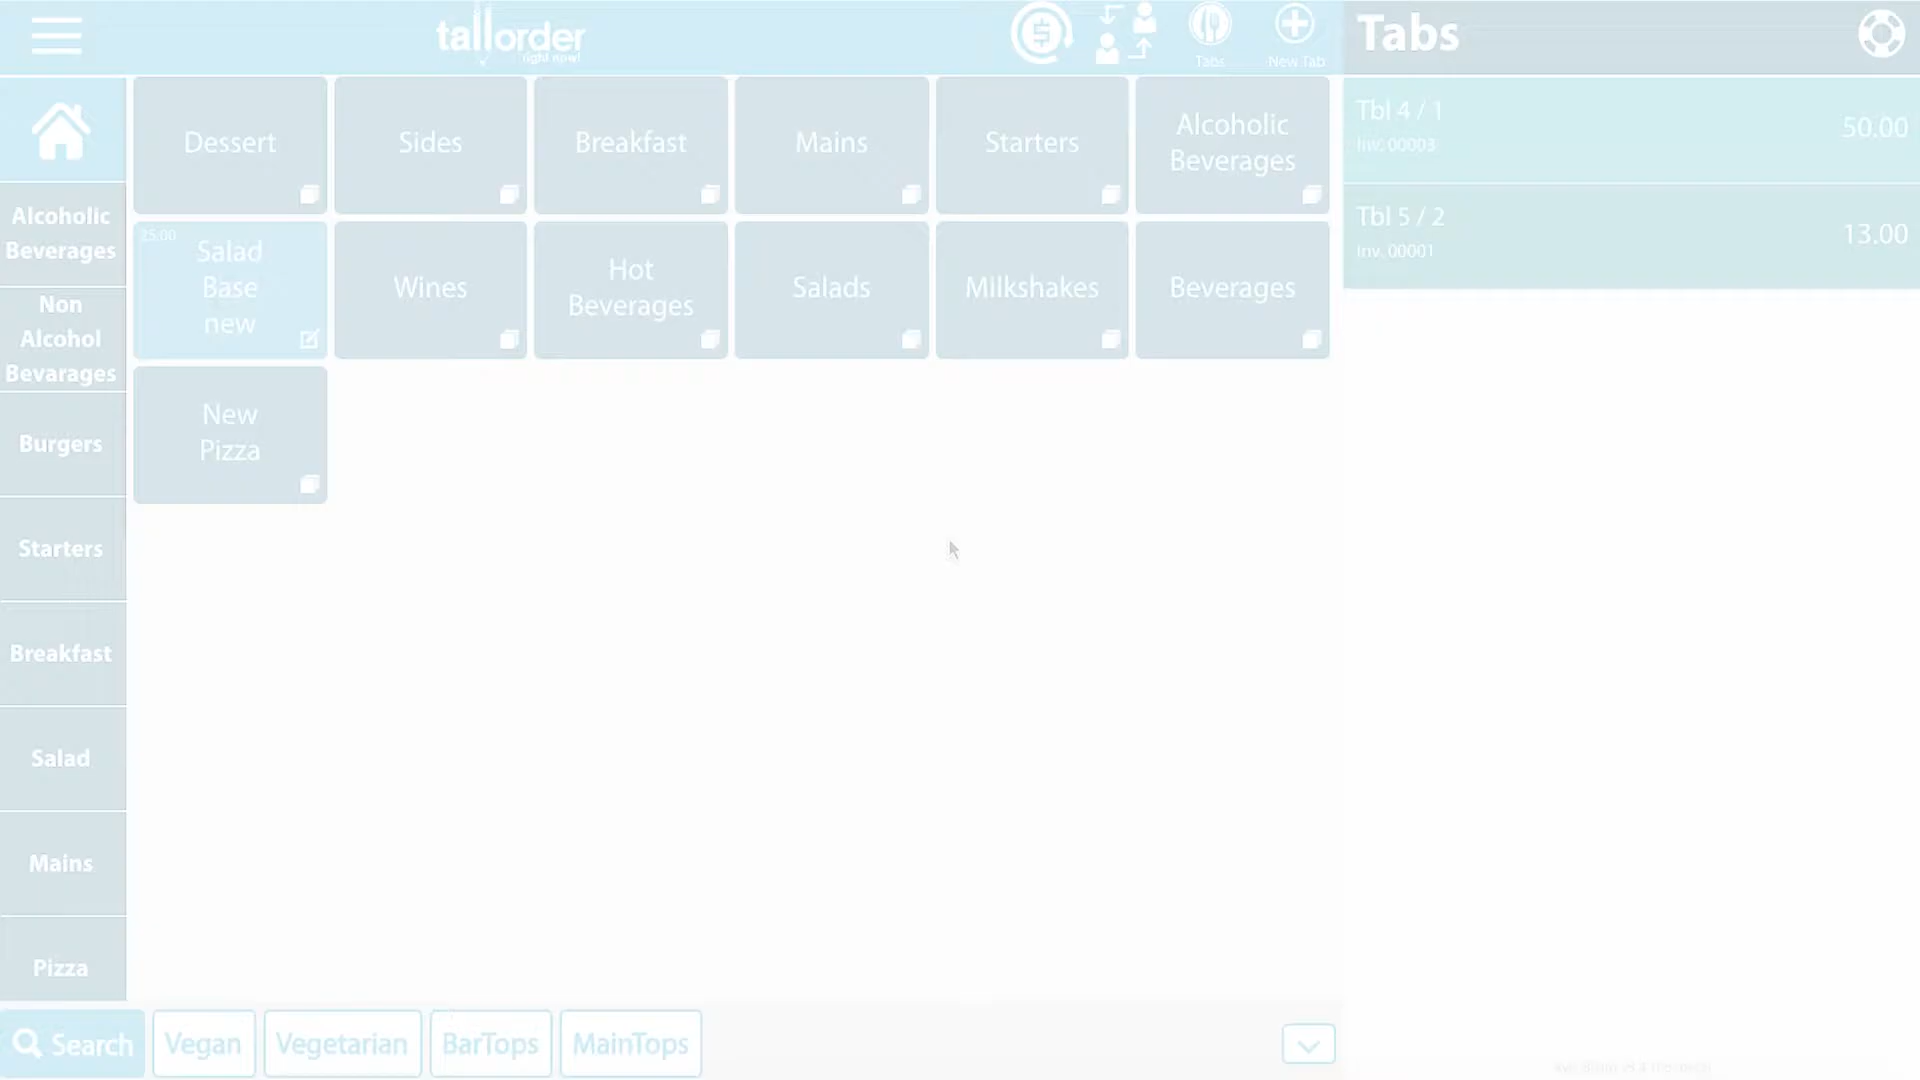 tallorder
right now!
Tabs
New Tab
Tabs
Dessert
Sides
Breakfast
Mains
Starters
Alcoholic
Beverages
Tbl 4 / 1
Inv. 00003
50.00
Alcoholic
Beverages
25.00
Salad
Base
new
Wines
Hot
Beverages
Salads
MIlkshakes
Beverages
Tbl 5 / 2
Inv. 00001
13.00
Non
Alcohol
Bevarages
New
Pizza
Burgers
Starters
Breakfast
Salad
Mains
Pizza
Search
Vegan
Vegetarian
BarTops
MainTops